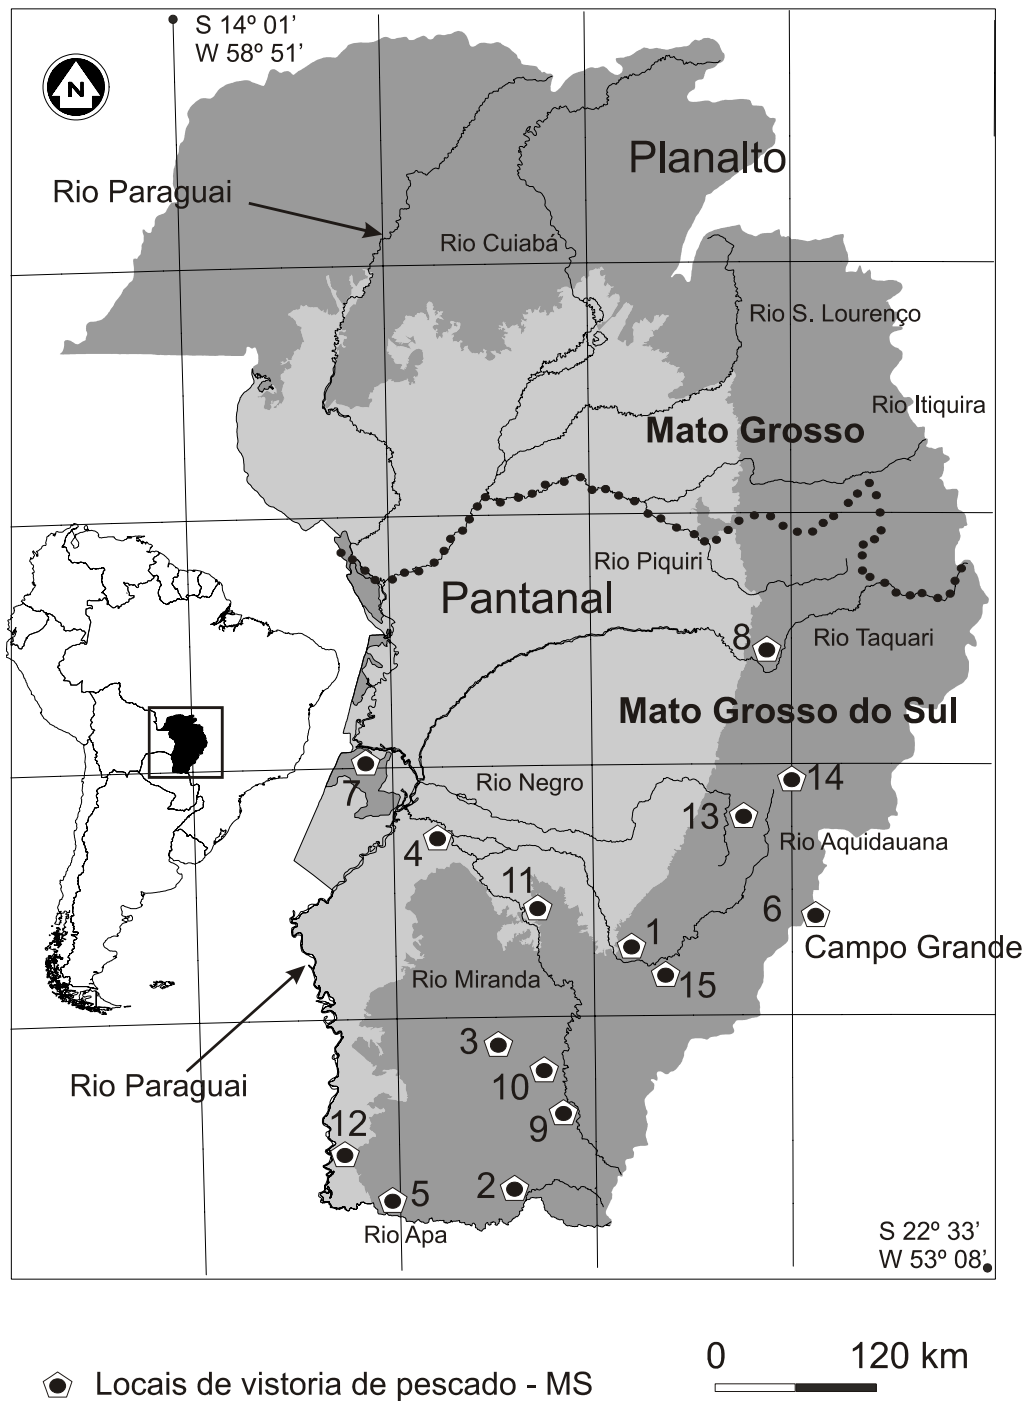 S 14º 01’
W 58º 51’
N
Planalto
Rio Paraguai
Rio Cuiabá
Rio S. Lourenço
Rio Itiquira
Mato Grosso
Rio Piquiri
Pantanal
8
Rio Taquari
Mato Grosso do Sul
7
Rio Negro
14
13
4
Rio Aquidauana
11
6
1
Campo Grande
Rio Miranda
15
3
Rio Paraguai
10
9
12
2
5
Rio Apa
S 22º 33’
W 53º 08’
0 120 km
Locais de vistoria de pescado - MS